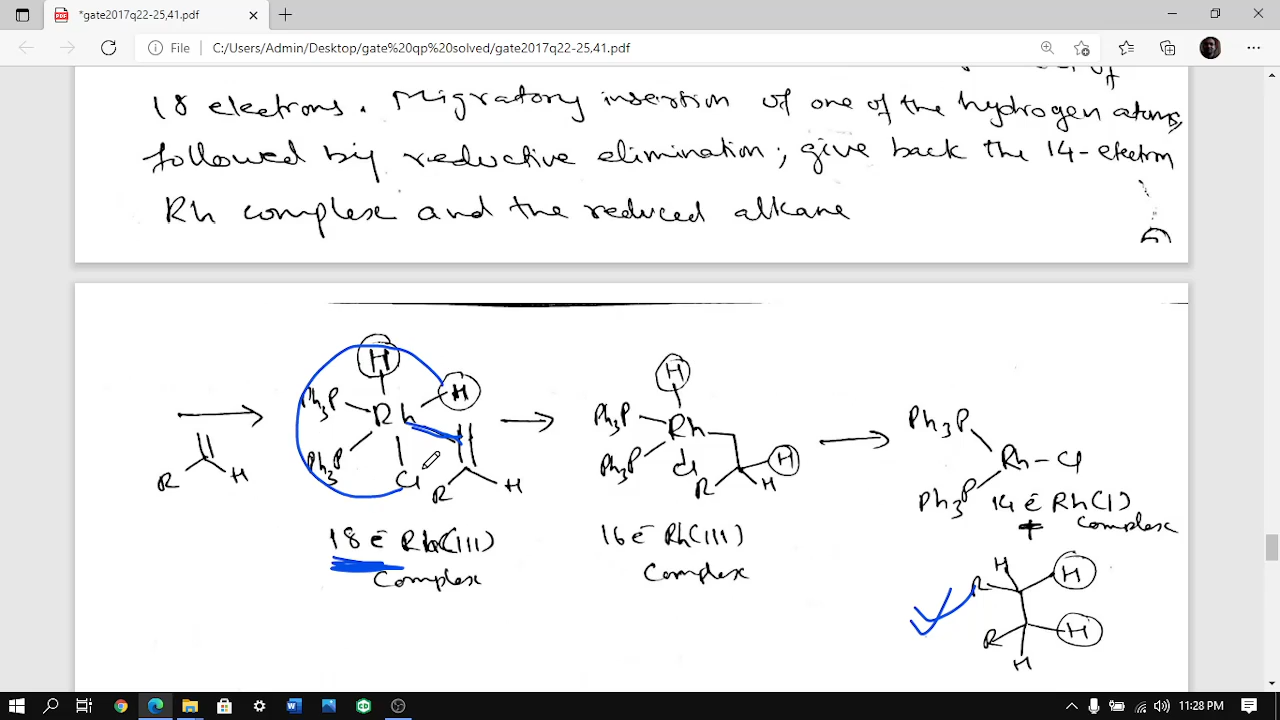 *gate2017q22-25,41.pdf
File C:/Users/Admin/Desktop/gate%20qp%20solved/gate2017q22-25,41.pdf
18 electrons. Migratory insertion of one of the hydrogen atoms,
followed by reductive elimination; give back the 14-electron
Rh complex and the reduced alkane
R H
H H
Ph3P Rh
Ph3P Cl R H
18 e̅ Rh(III)
Complex
H
Ph3P Rh
Ph3P Cl H
R H
16 e̅ Rh(III)
Complex
Ph3P
Rh-Cl
Ph3P 14 e̅ Rh(I)
+ Complex
H H
R
R H
H
11:28 PM